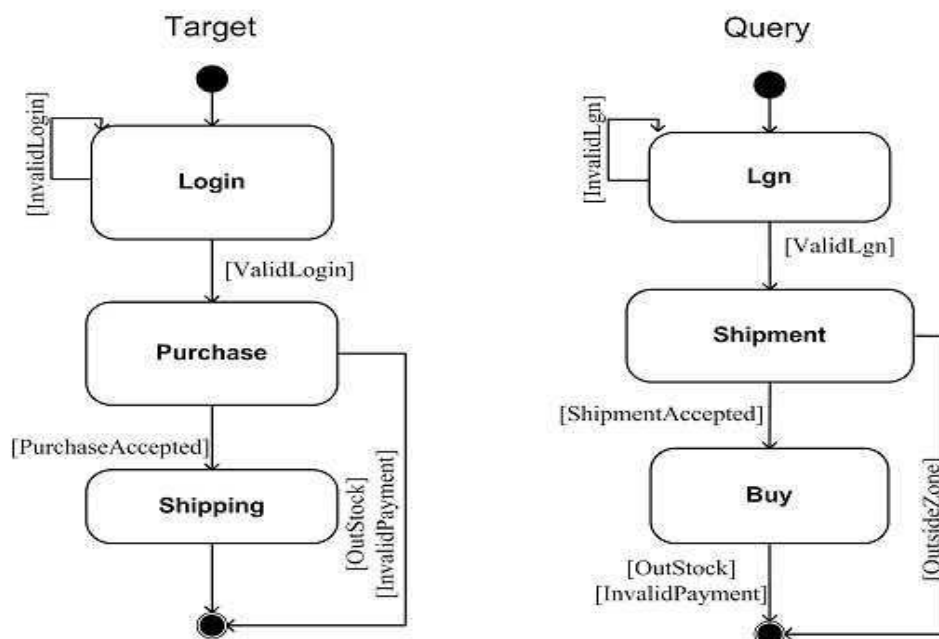 Target
[InvalidLogin]
Login
[ValidLogin]
Purchase
[PurchaseAccepted]
[OutStock]
[InvalidPayment]
Shipping
Query
[InvalidLgn]
Lgn
[ValidLgn]
Shipment
[ShipmentAccepted]
[OutsideZone]
Buy
[OutStock]
[InvalidPayment]